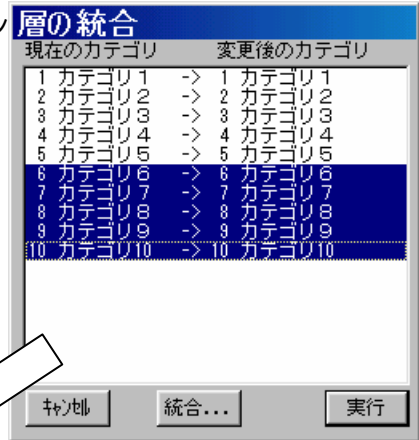 層の統合
現在のカテゴリ 変更後のカテゴリ
1 カテゴリ1 -> 1 カテゴリ1
2 カテゴリ2 -> 2 カテゴリ2
3 カテゴリ3 -> 3 カテゴリ3
4 カテゴリ4 -> 4 カテゴリ4
5 カテゴリ5 -> 5 カテゴリ5
6 カテゴリ6 -> 6 カテゴリ6
7 カテゴリ7 -> 7 カテゴリ7
8 カテゴリ8 -> 8 カテゴリ8
9 カテゴリ9 -> 9 カテゴリ9
10 カテゴリ10 -> 10 カテゴリ10
ｷｬﾝｾﾙ 統合... 実行